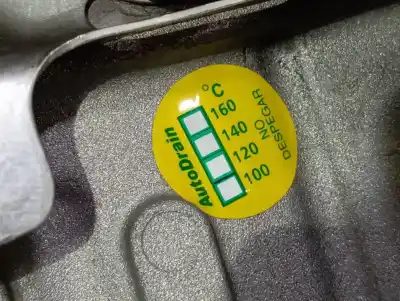 °C
160
140
120
100
AutoDrain
NO
DESPEGAR